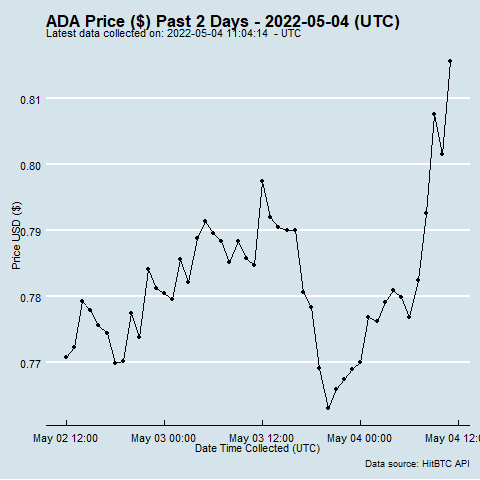 ADA Price ($) Past 2 Days - 2022-05-04 (UTC)
Latest data collected on: 2022-05-04 11:04:14 - UTC
0.81
0.80
0.79
0.78
0.77
Price USD ($)
May 02 12:00 May 03 00:00 May 03 12:00 May 04 00:00 May 04 12:0
Date Time Collected (UTC)
Data source: HitBTC API